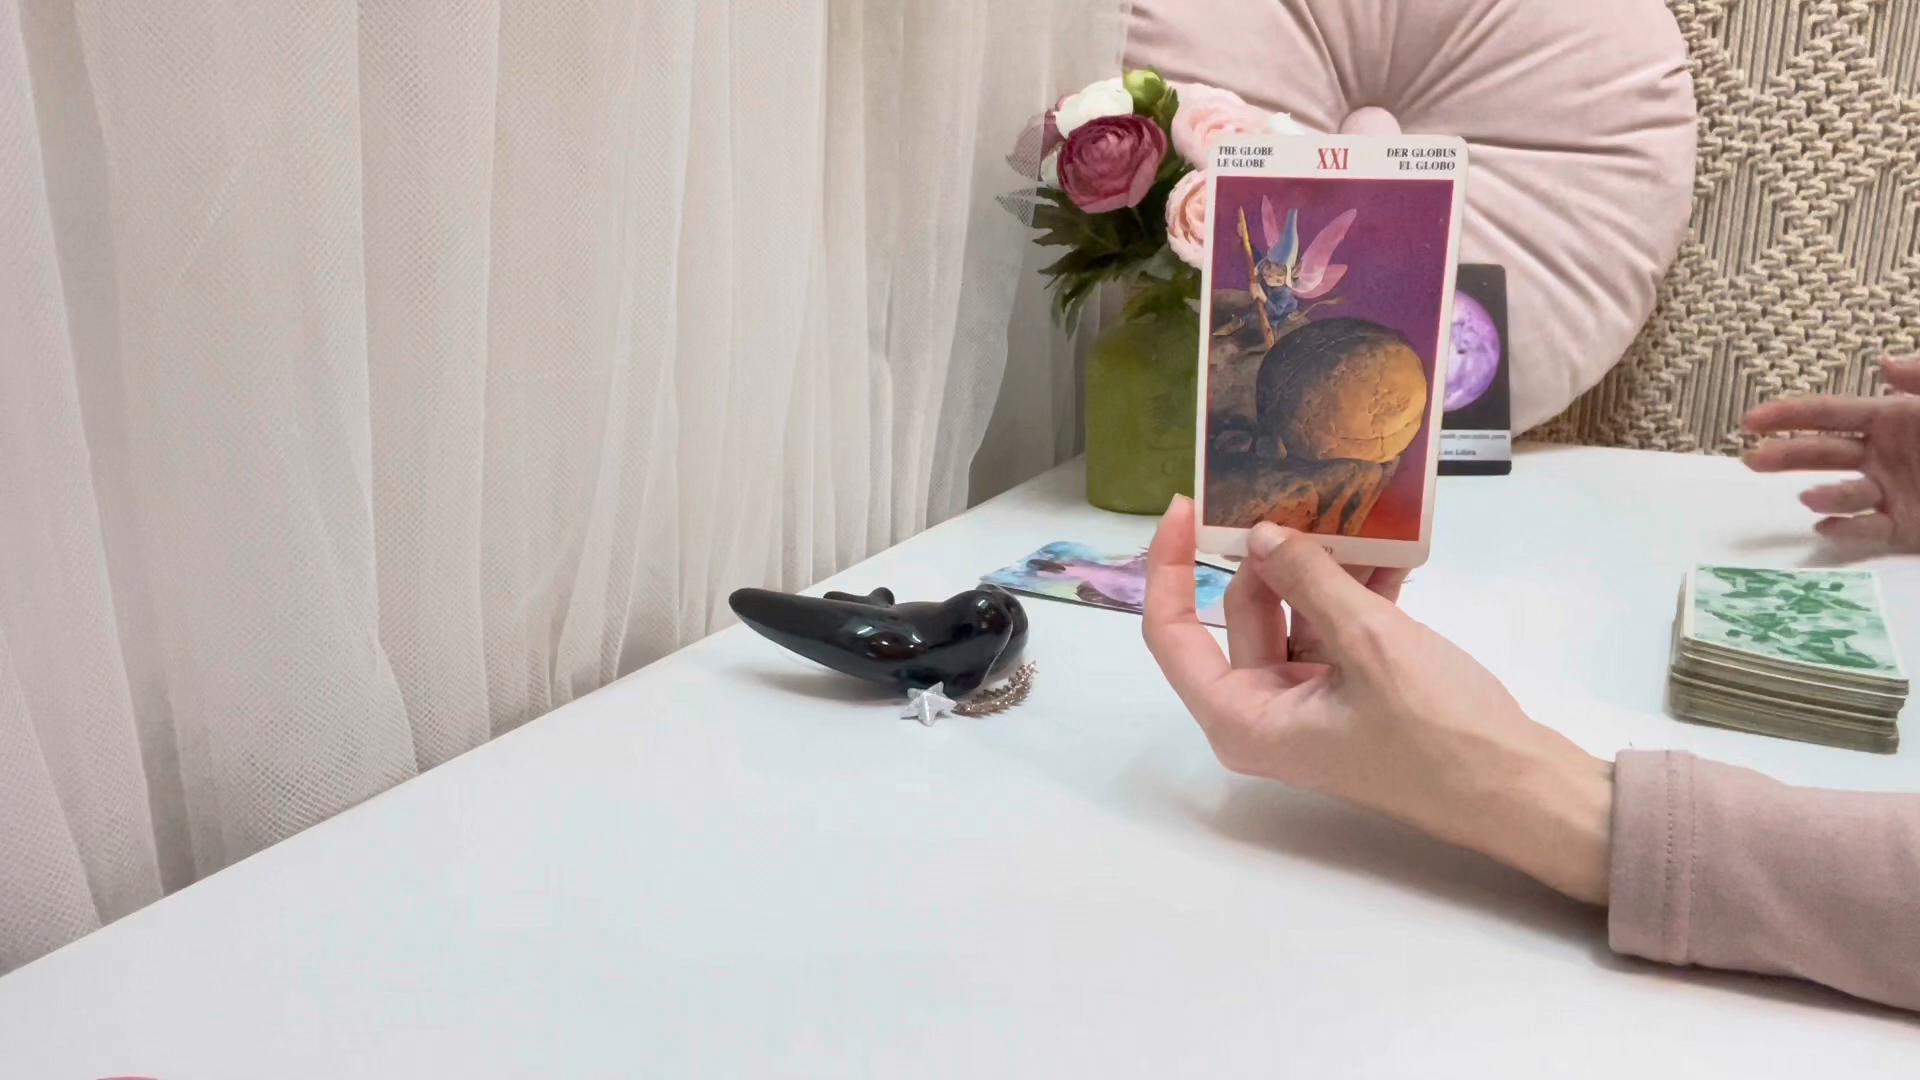 THE GLOBE
LE GLOBE
XXI
DER GLOBUS
EL GLOBO